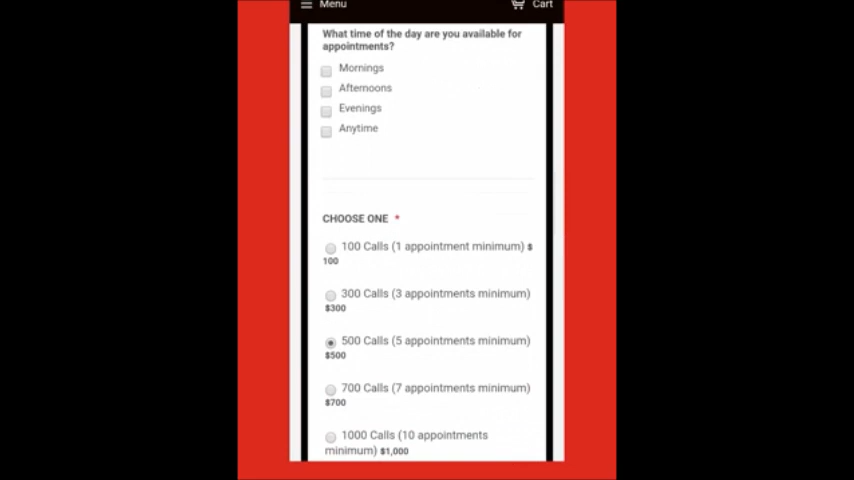 Menu Cart
What time of the day are you available for
appointments?
Mornings
Afternoons
Evenings
Anytime
CHOOSE ONE *
100 Calls (1 appointment minimum) $
100
300 Calls (3 appointments minimum)
$300
500 Calls (5 appointments minimum)
$500
700 Calls (7 appointments minimum)
$700
1000 Calls (10 appointments
minimum) $1,000